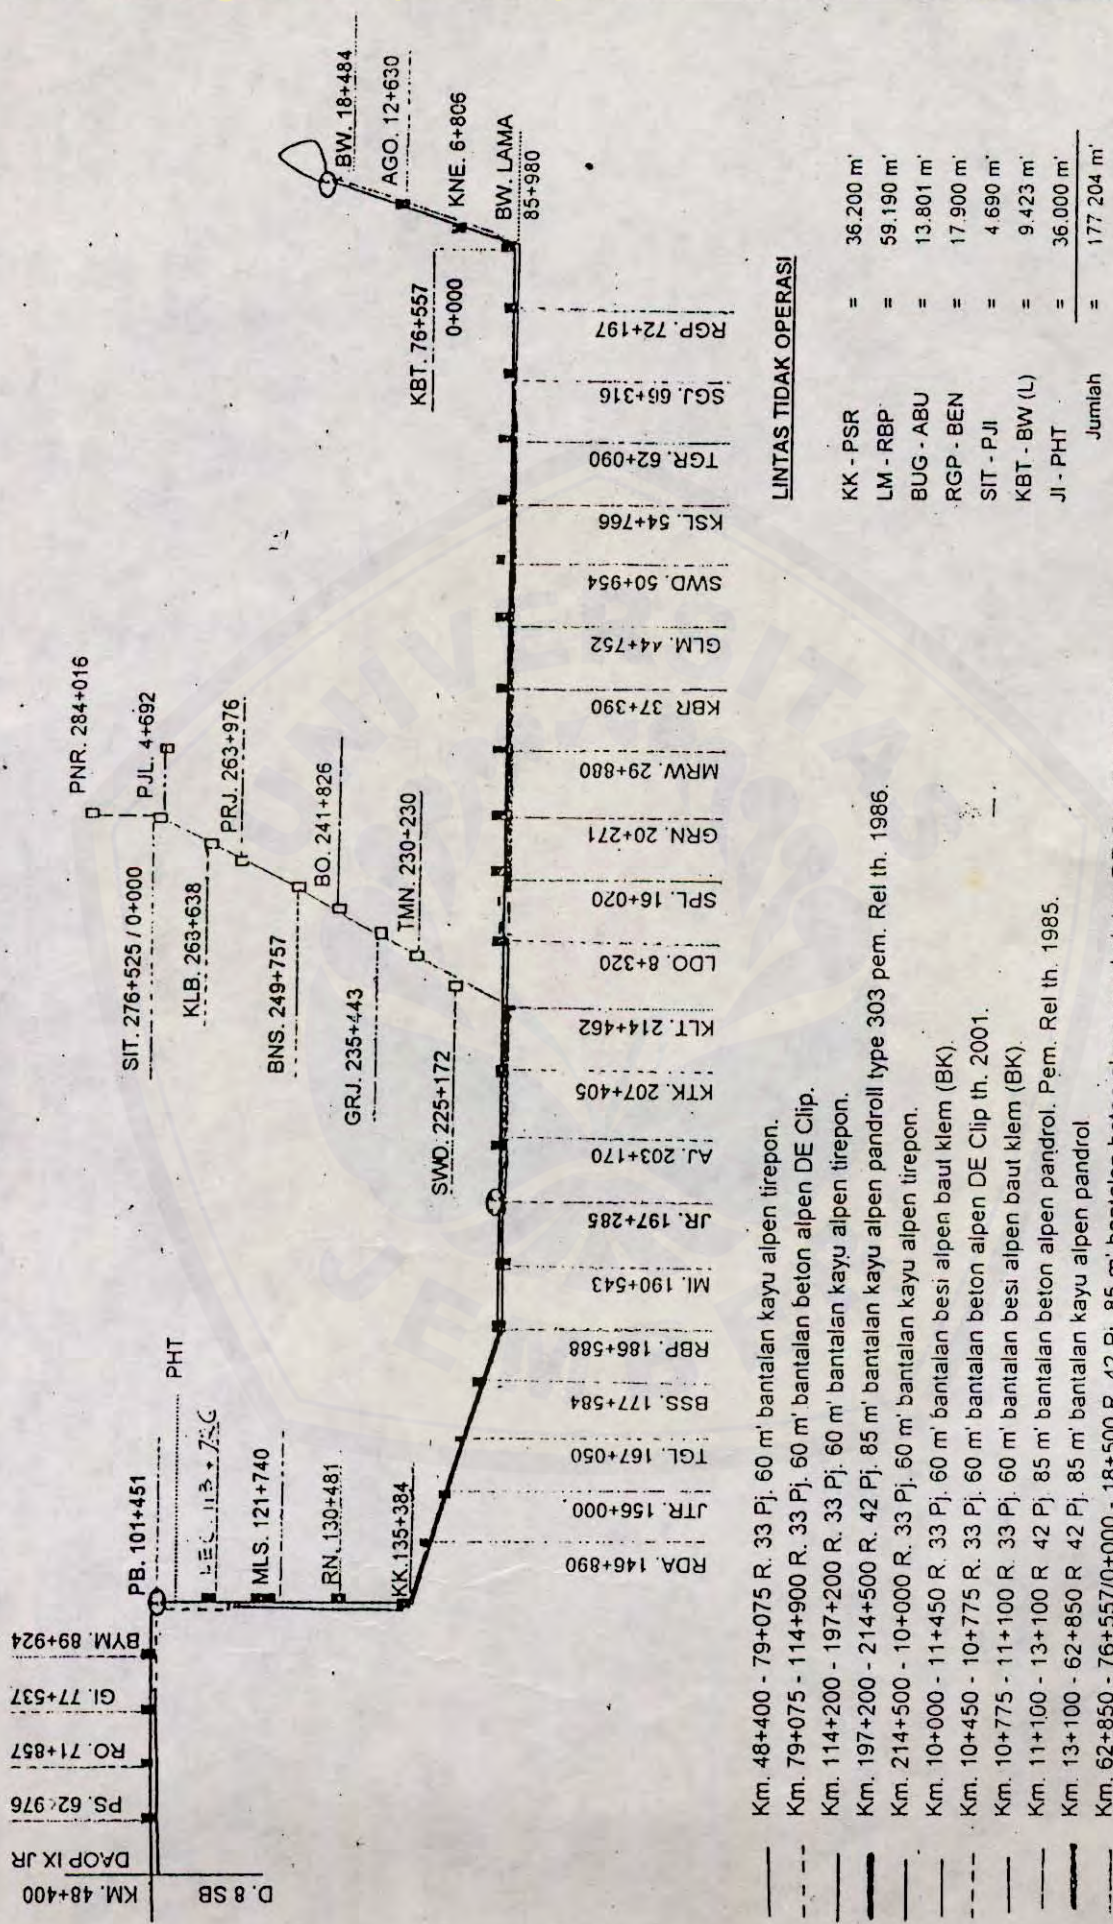 KM. 48+400
DAOP IX JR
D. 8 SB
PS. 62+976
RO. 71+857
GI. 77+537
BYM. 89+924
PB. 101+451
PHT
MLS. 121+740
RN. 130+481
KK. 135+384
RDA. 146+890
JTR. 156+000
TGL. 167+050
BSS. 177+584
RBP. 186+588
MI. 190+543
JR. 197+285
AJ. 203+170
KTK. 207+405
KLT. 214+462
SWD. 225+172
TMN. 230+230
GRJ. 235+443
BO. 241+826
BNS. 249+757
PRJ. 263+976
KLB. 263+638
SIT. 276+525 / 0+000
PJL. 4+692
PNR. 284+016
LDO. 8+320
SPL. 16+020
GRN. 20+271
MRW. 29+880
KBR 37+390
GLM. 44+752
SWD. 50+954
KSL. 54+766
TGR. 62+090
SGJ. 66+316
RGP. 72+197
KBT. 76+557
0+000
BW. LAMA
85+980
KNE. 6+806
AGO. 12+630
BW. 18+484
Km. 48+400 - 79+075 R. 33 Pj. 60 m' bantalan kayu alpen tirepon.
Km. 79+075 - 114+900 R. 33 Pj. 60 m' bantalan beton alpen DE Clip.
Km. 114+200 - 197+200 R. 33 Pj. 60 m' bantalan kayu alpen tirepon.
Km. 197+200 - 214+500 R. 42 Pj. 85 m' bantalan kayu alpen pandroll type 303 pem. Rel th. 1986.
Km. 214+500 - 10+000 R. 33 Pj. 60 m' bantalan kayu alpen tirepon.
Km. 10+000 - 11+450 R. 33 Pj. 60 m' bantalan besi alpen baut klem (BK).
Km. 10+450 - 10+775 R. 33 Pj. 60 m' bantalan beton alpen DE Clip th. 2001.
Km. 10+775 - 11+100 R. 33 Pj. 60 m' bantalan besi alpen baut klem (BK).
Km. 11+100 - 13+100 R 42 Pj. 85 m' bantalan beton alpen pandrol. Pem. Rel th. 1985.
Km. 13+100 - 62+850 R 42 Pj. 85 m' bantalan kayu alpen pandrol
Km. 62+850 - 76+557/0+000 - 18+500 R. 42 Pj. 85 m' bantalan beton
LINTAS TIDAK OPERASI
KK - PSR = 36.200 m'
LM - RBP = 59.190 m'
BUG - ABU = 13.801 m'
RGP - BEN = 17.900 m'
SIT - PJI = 4.690 m'
KBT - BW (L) = 9.423 m'
JI - PHT = 36.000 m'
Jumlah = 177 204 m'